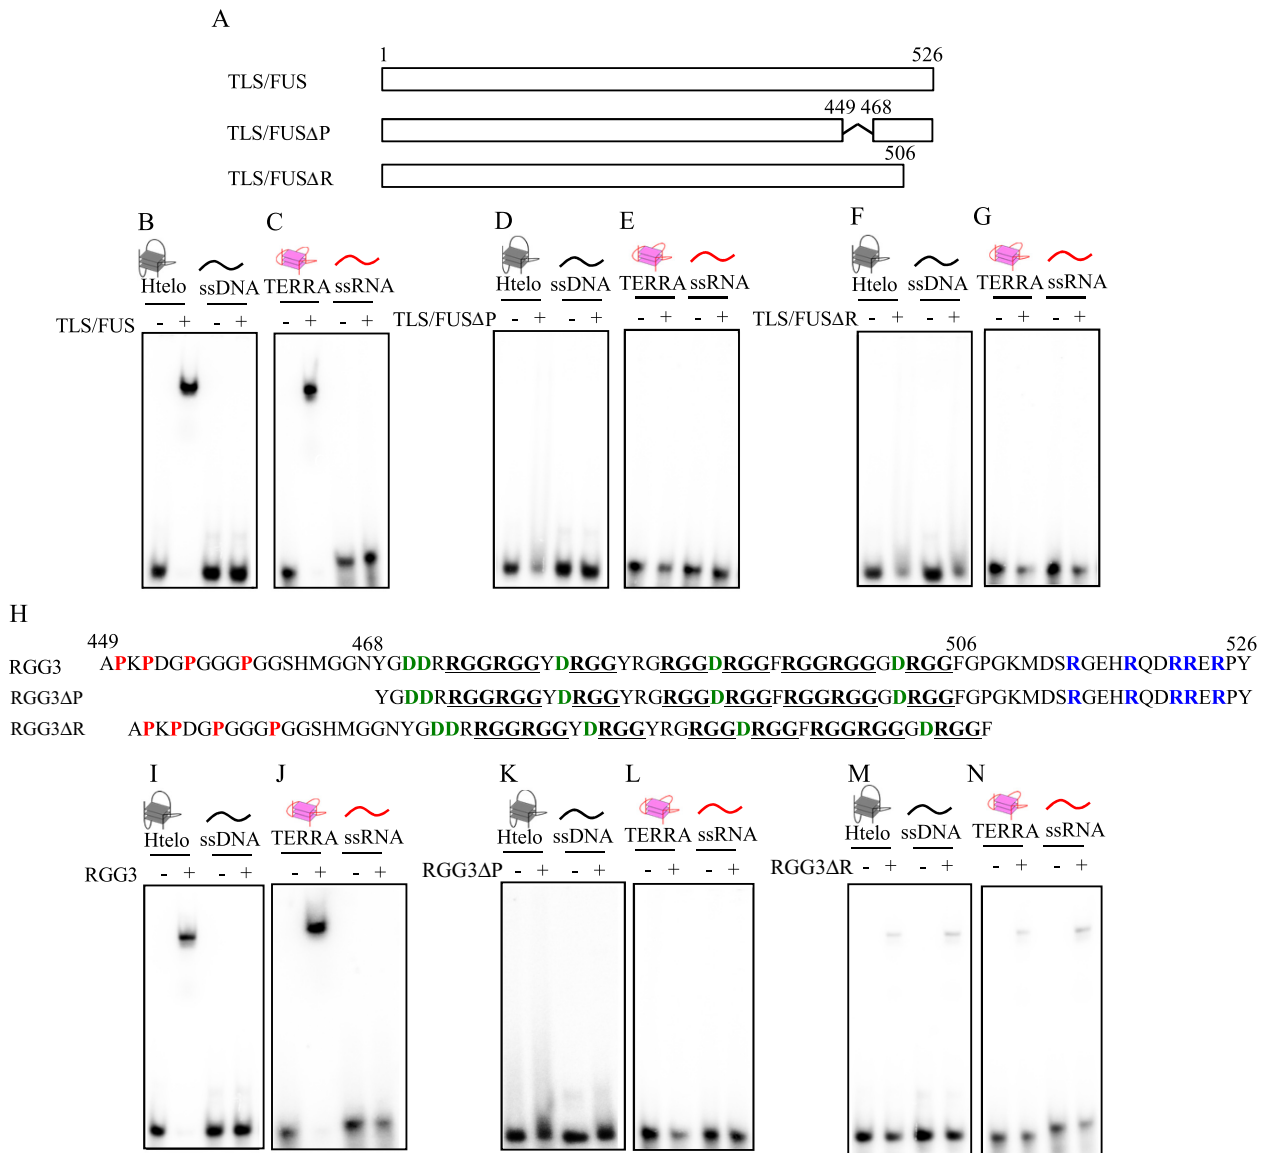 A
1 526
TLS/FUS
449 468
TLS/FUSΔP
506
TLS/FUSΔR
B C D E F G
Htelo ssDNA TERRA ssRNA Htelo ssDNA TERRA ssRNA Htelo ssDNA TERRA ssRNA
TLS/FUS - + - + - + - + TLS/FUSΔP - + - + - + - + TLS/FUSΔR - + - + - + - +
H
449 468 506 526
RGG3 APKPDGPGGGPGGSHMGGNYGDDRRGGRGGYDRGGYRGRGGDRGGFRGGRGGGDRGGFGPGKMDSRGEHRQDRRERPY
RGG3ΔP YGDDRRGGRGGYDRGGYRGRGGDRGGFRGGRGGGDRGGFGPGKMDSRGEHRQDRRERPY
RGG3ΔR APKPDGPGGGPGGSHMGGNYGDDRRGGRGGYDRGGYRGRGGDRGGFRGGRGGGDRGGF
I J K L M N
Htelo ssDNA TERRA ssRNA Htelo ssDNA TERRA ssRNA Htelo ssDNA TERRA ssRNA
RGG3 - + - + - + - + RGG3ΔP - + - + - + - + RGG3ΔR - + - + - + - +